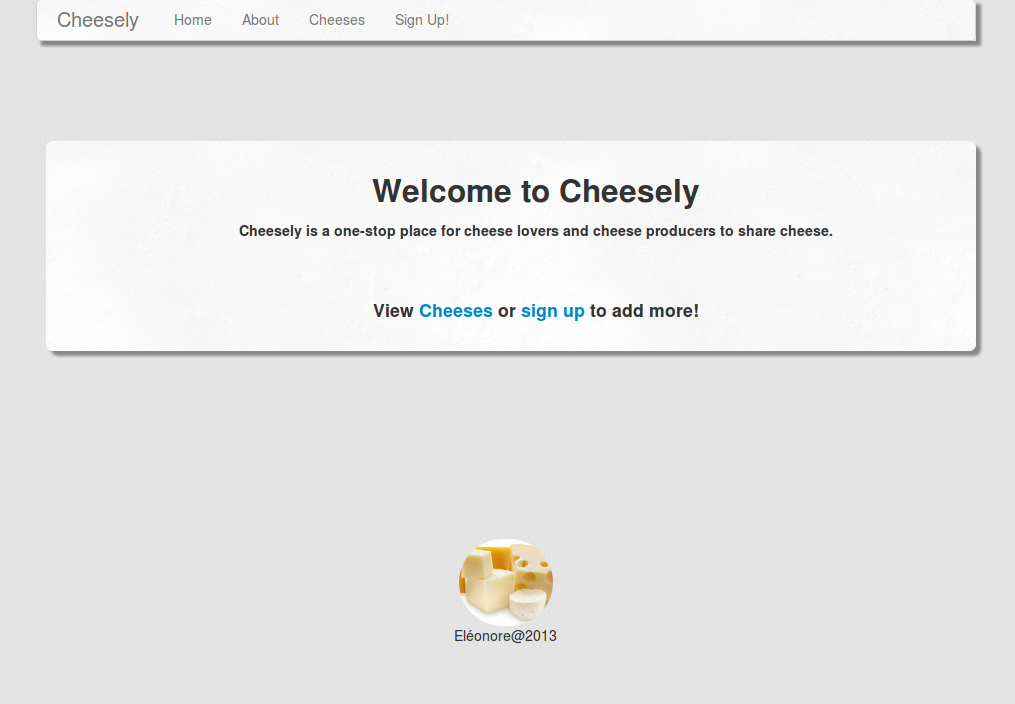 Cheesely Home About Cheeses Sign Up!
Welcome to Cheesely
Cheesely is a one-stop place for cheese lovers and cheese producers to share cheese.
View Cheeses or sign up to add more!
Eléonore@2013